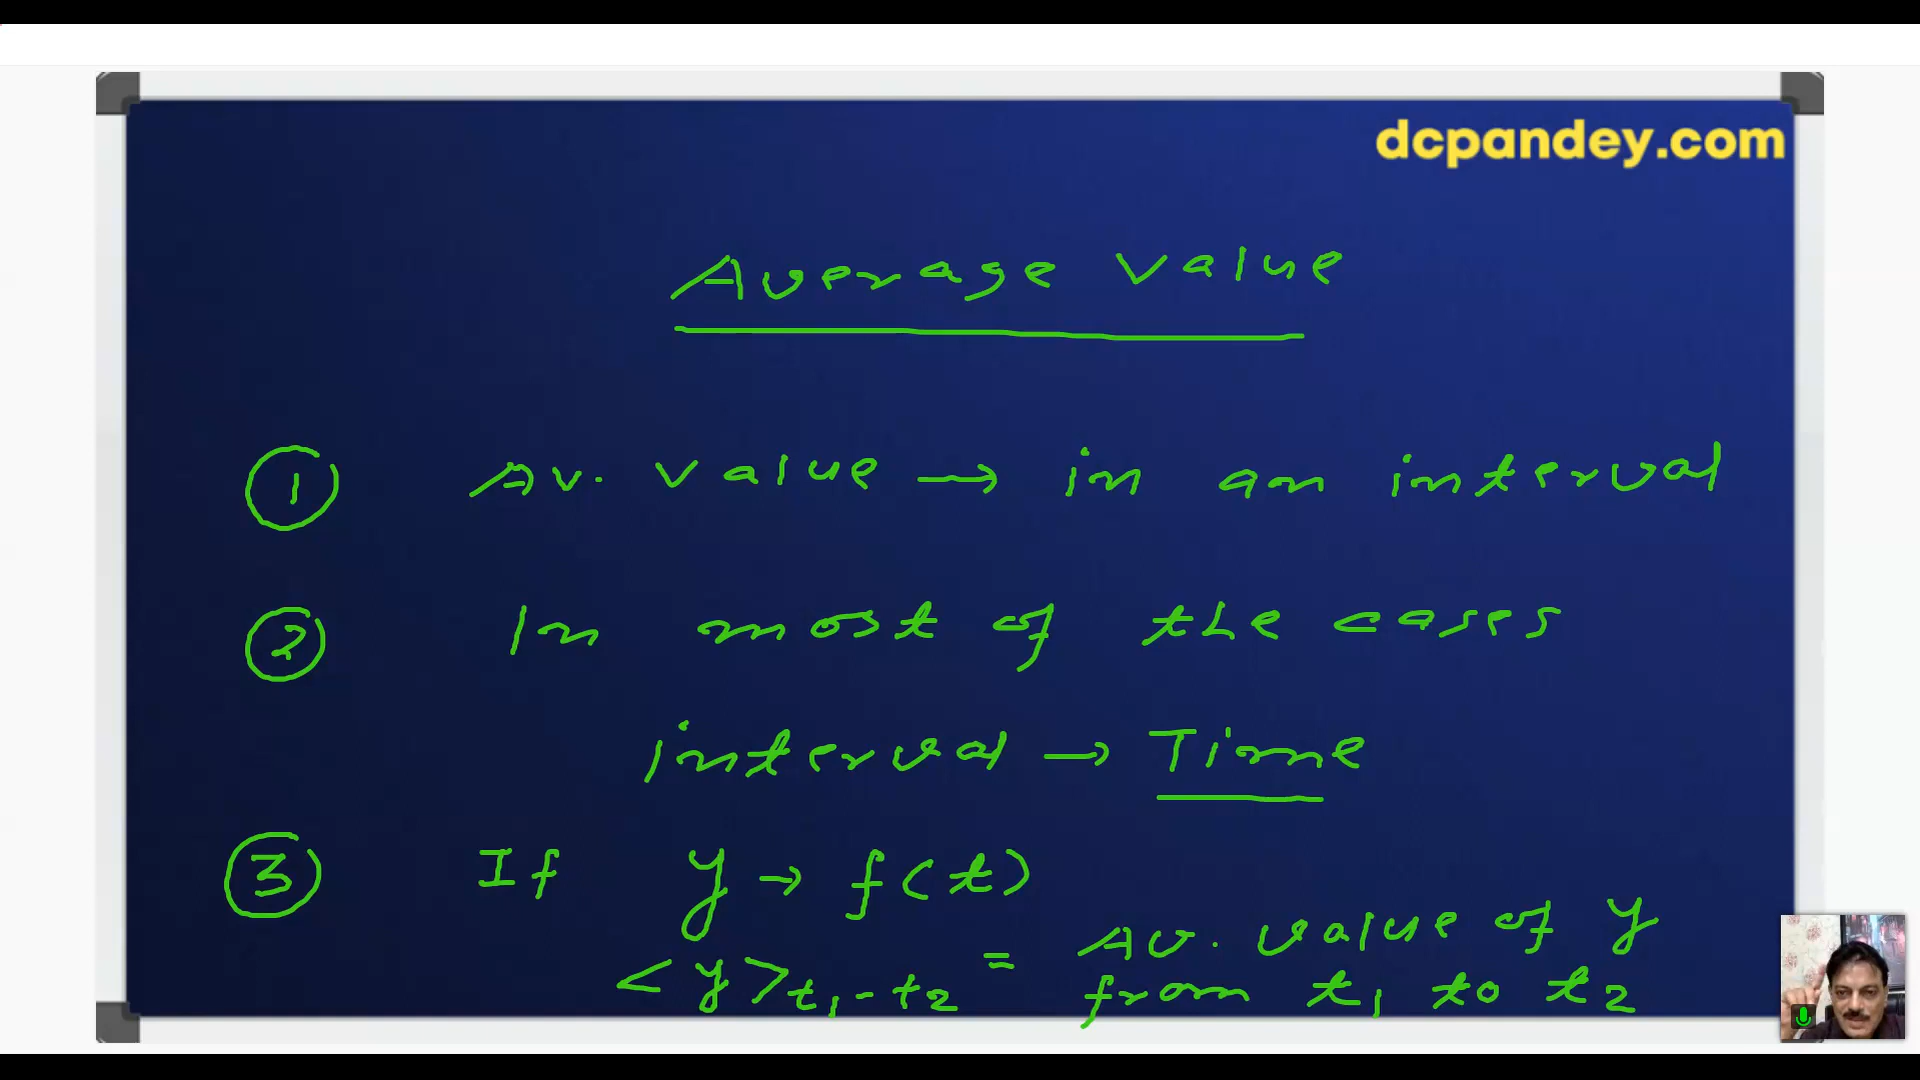 dcpandey.com
Average Value
① Av. Value → in an interval
② In most of the cases
interval → Time
③ If y → f(t)
<y>t₁-t₂ = Av. value of y
from t₁ to t₂